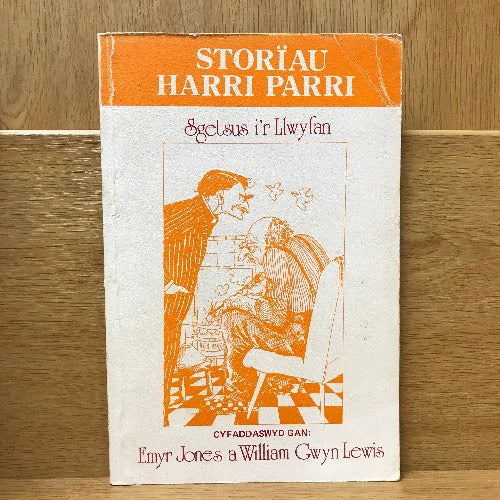 STORÏAU
HARRI PARRI
Sgetsus i'r Llwyfan
CYFADDASWYD GAN:
Emyr Jones a William Gwyn Lewis